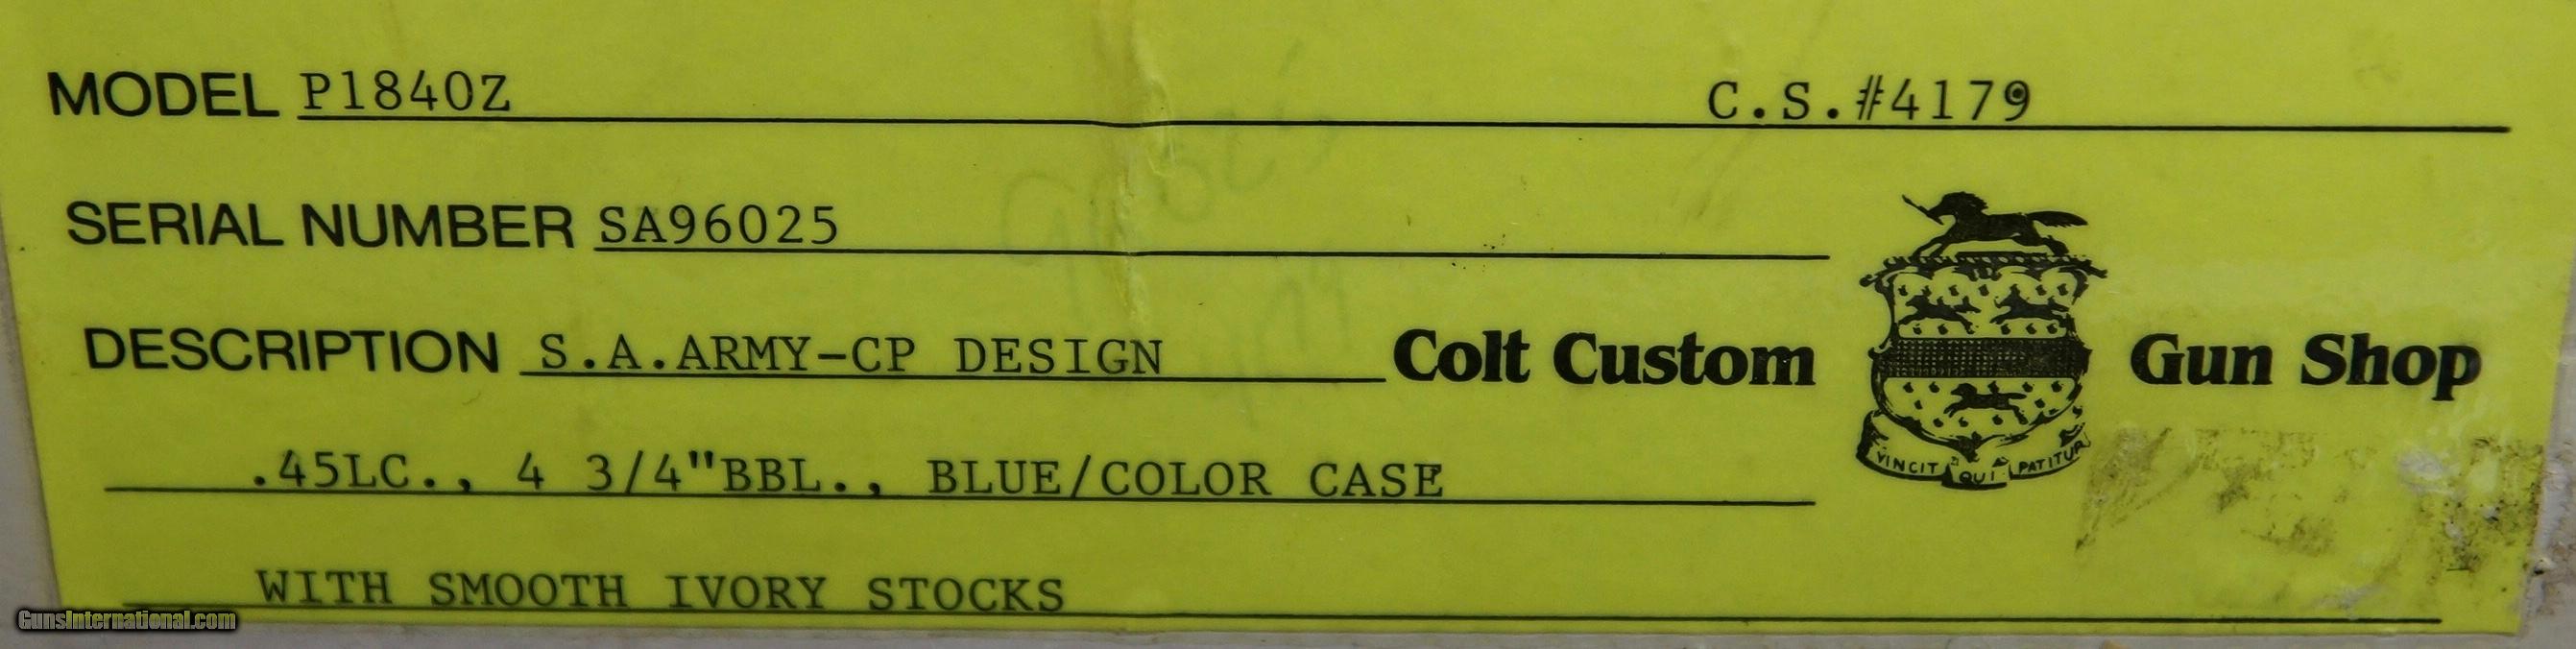 MODEL P1840Z C.S.#4179
SERIAL NUMBER SA96025
DESCRIPTION S.A.ARMY-CP DESIGN Colt Custom Gun Shop
.45LC., 4 3/4"BBL., BLUE/COLOR CASE
VINCIT QUI PATITUR
WITH SMOOTH IVORY STOCKS
GunsInternational.com